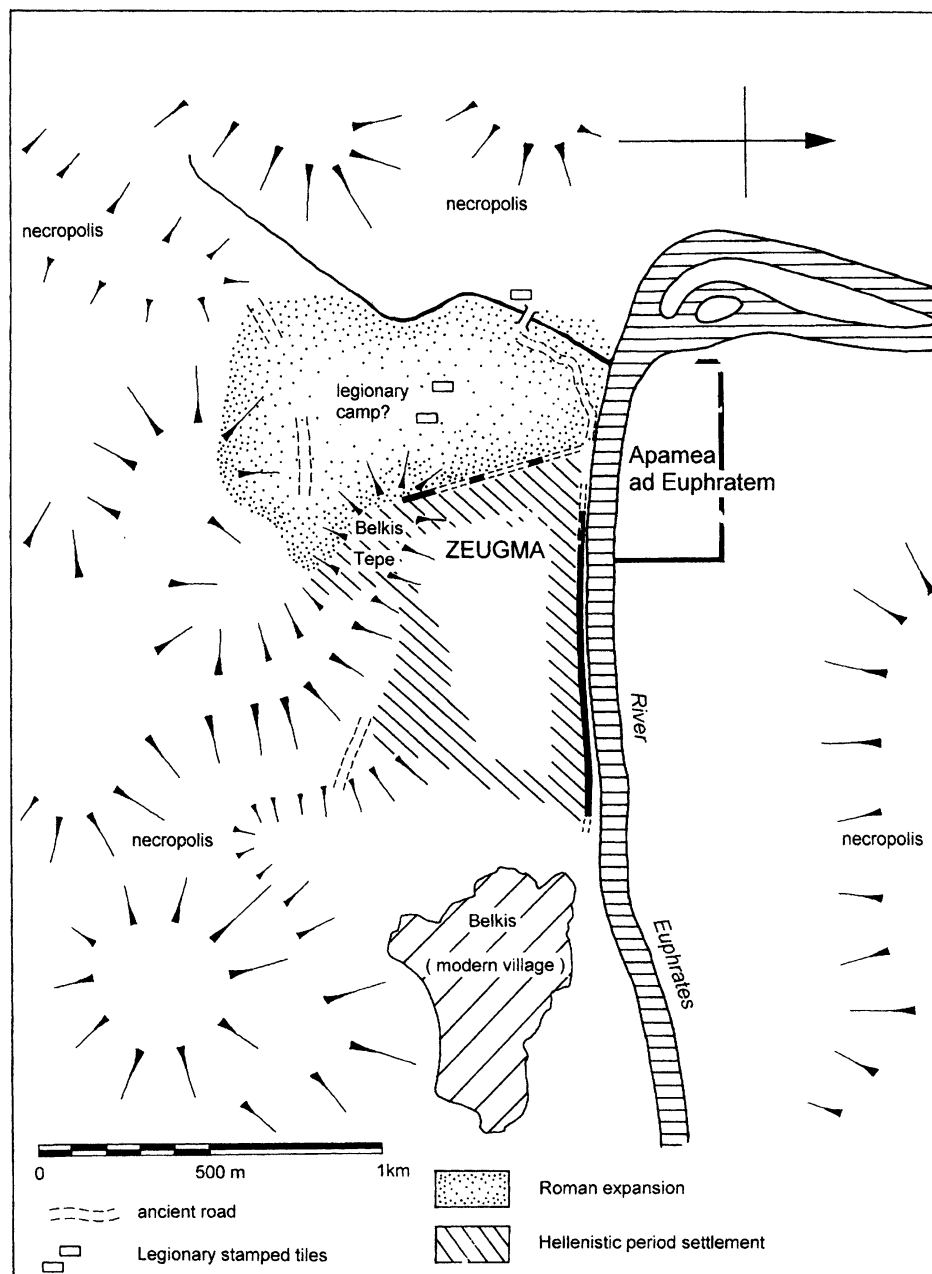 necropolis
necropolis
legionary
camp?
Apamea
ad Euphratem
Belkis
Tepe
ZEUGMA
River
necropolis
necropolis
Belkis
( modern village )
Euphrates
0 500 m 1km
ancient road
Legionary stamped tiles
Roman expansion
Hellenistic period settlement